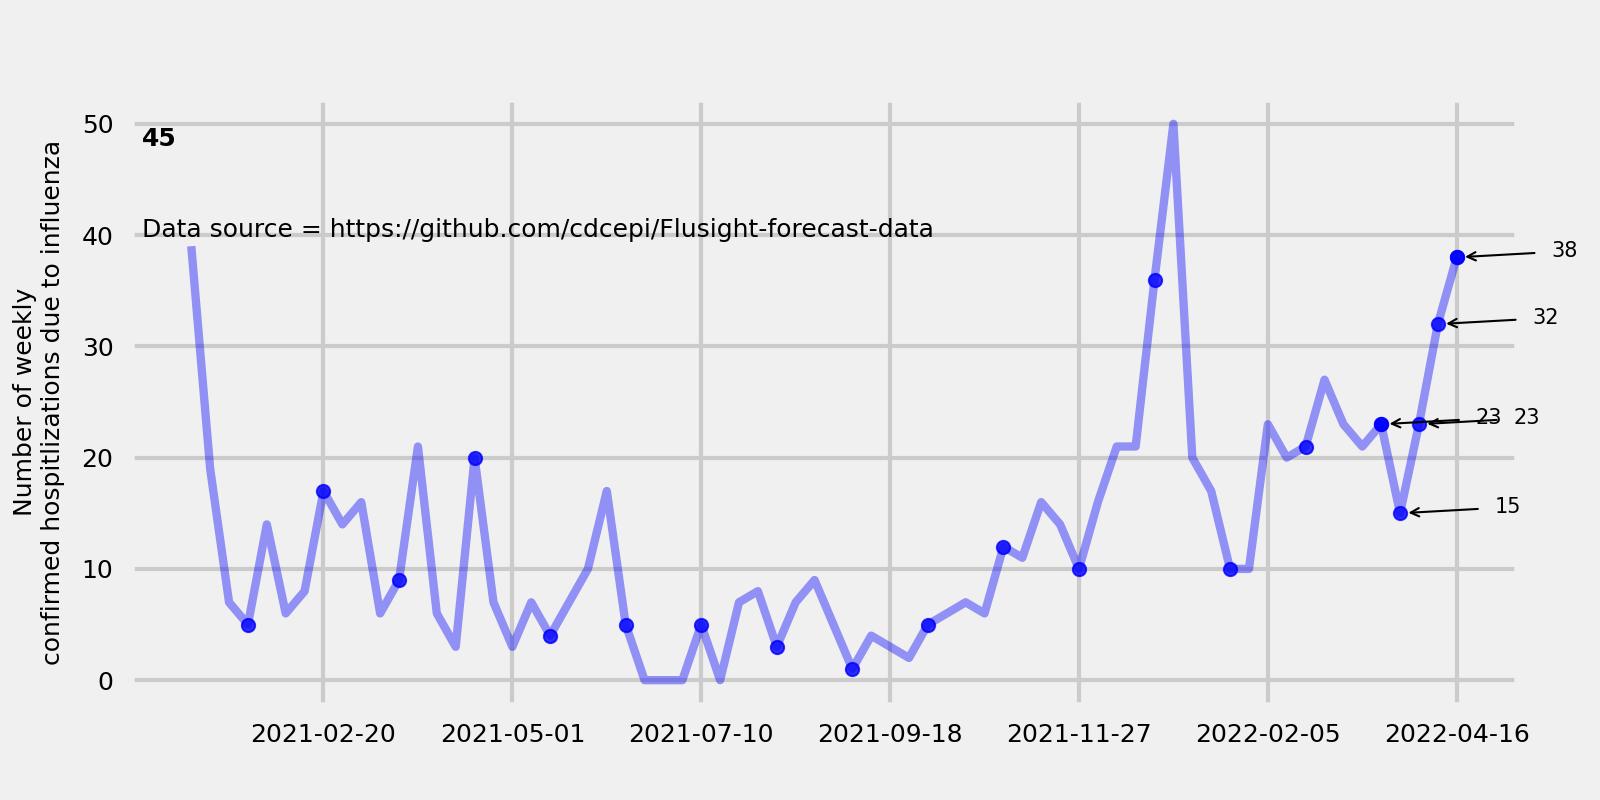 50
45
Data source = https://github.com/cdcepi/Flusight-forecast-data
40
30
20
10
0
Number of weekly
confirmed hospitlizations due to influenza
38
32
23 23
15
2021-02-20 2021-05-01 2021-07-10 2021-09-18 2021-11-27 2022-02-05 2022-04-16